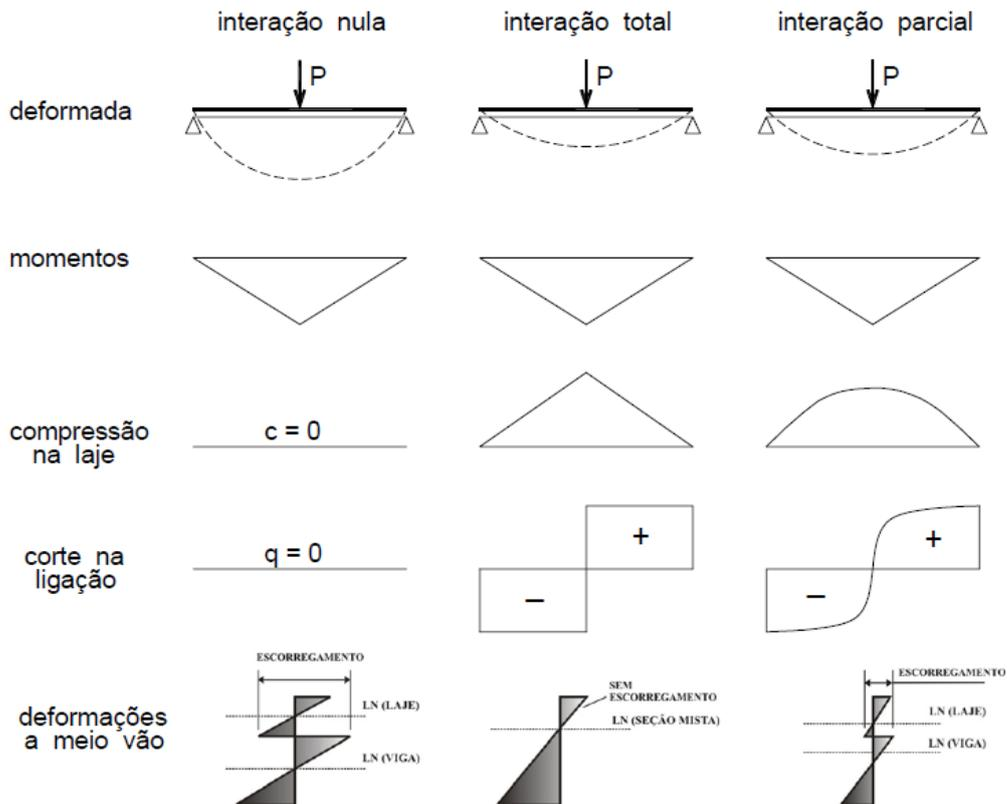 interação nula
interação total
interação parcial
deformada
P
P
P
momentos
compressão
na laje
c = 0
corte na
ligação
q = 0
−
+
−
+
deformações
a meio vão
ESCORREGAMENTO
LN (LAJE)
LN (VIGA)
SEM
ESCORREGAMENTO
LN (SEÇÃO MISTA)
ESCORREGAMENTO
LN (LAJE)
LN (VIGA)